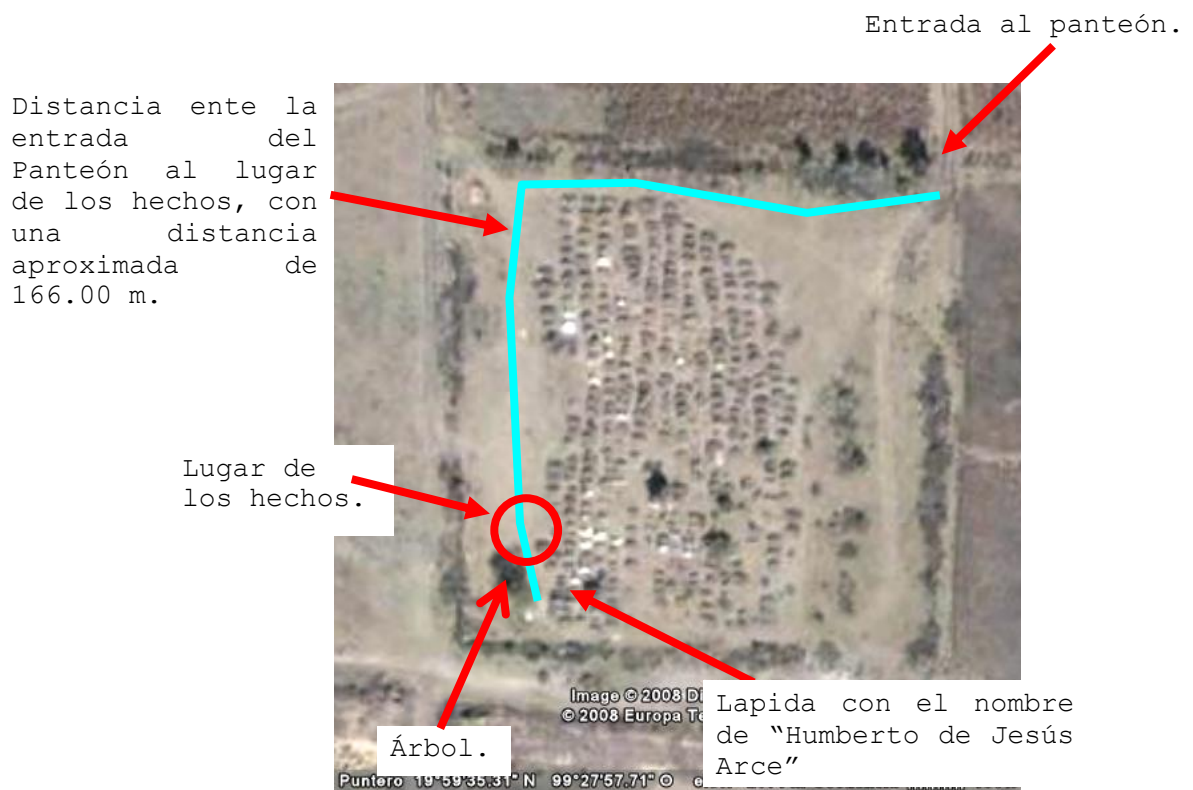 Entrada al panteón.
Distancia ente la
entrada del
Panteón al lugar
de los hechos, con
una distancia
aproximada de
166.00 m.
Lugar de
los hechos.
Image © 2008 Di
© 2008 Europa Te
Lapida con el nombre
de “Humberto de Jesús
Arce”
Árbol.
Puntero 19°59'35.31" N 99°27'57.71" O